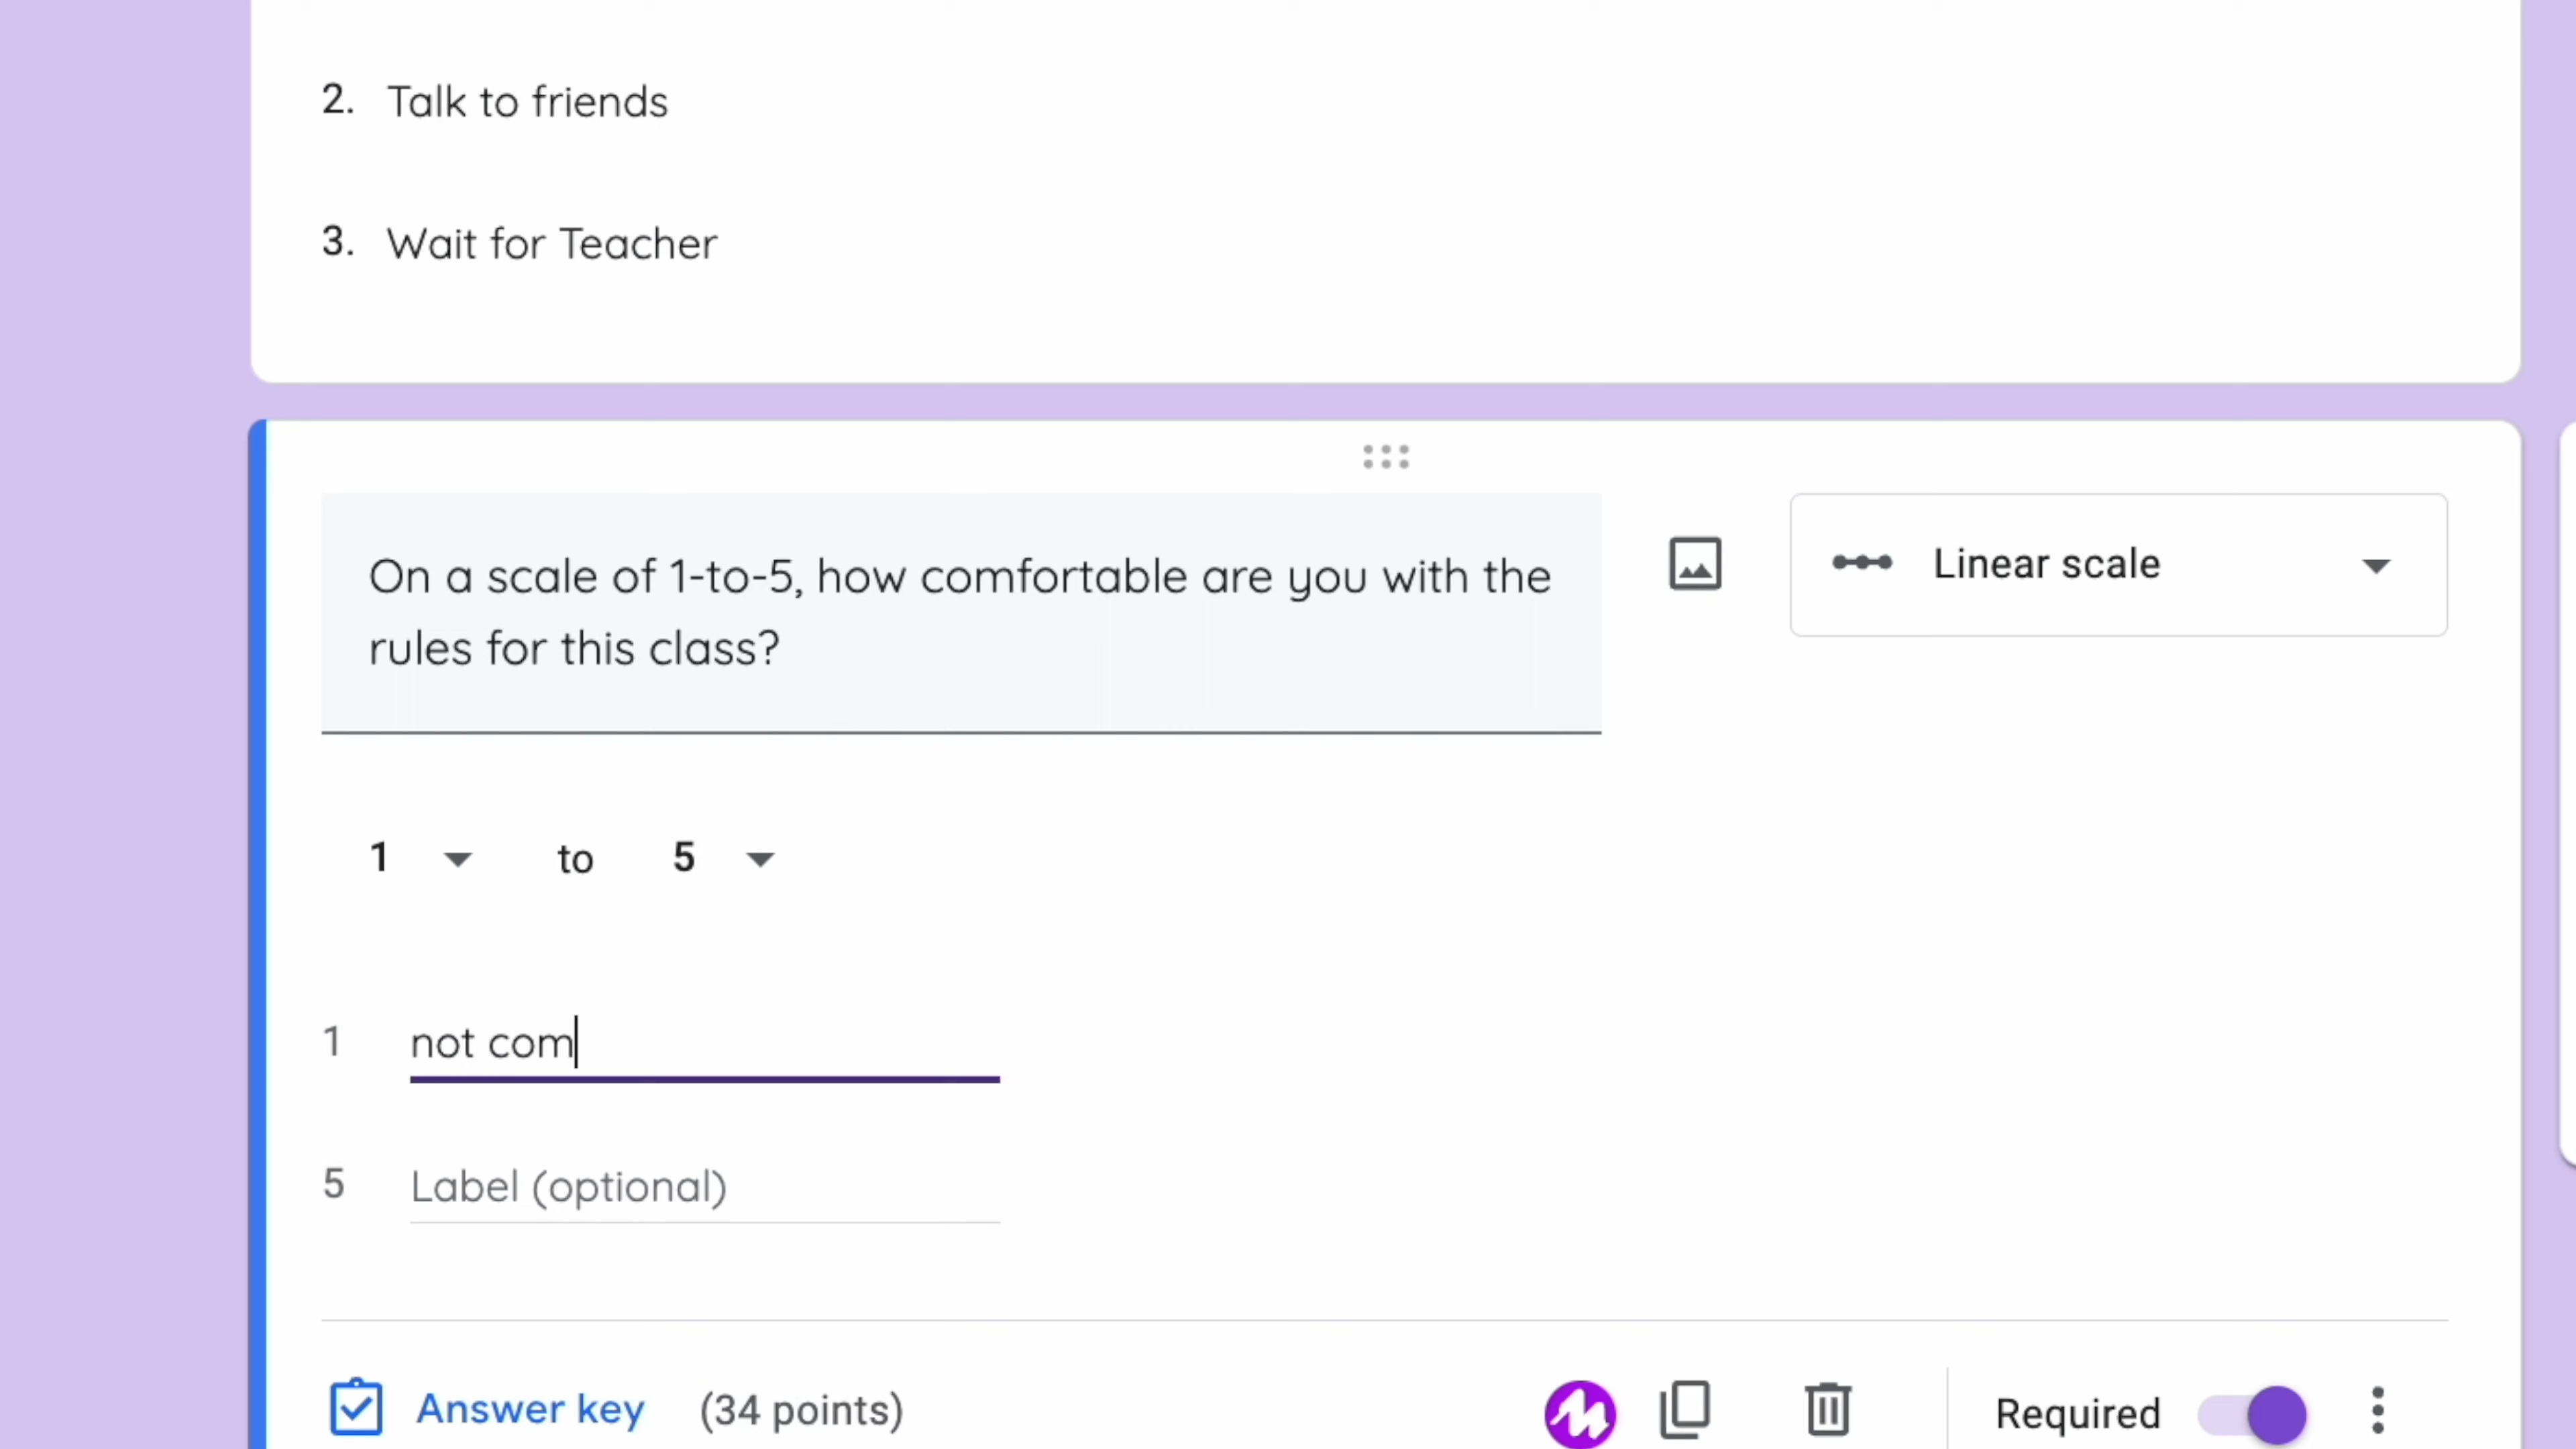 2. Talk to friends
3. Wait for Teacher
On a scale of 1-to-5, how comfortable are you with the
rules for this class?
Linear scale
1 to 5
1 not com
5 Label (optional)
Answer key (34 points)
Required